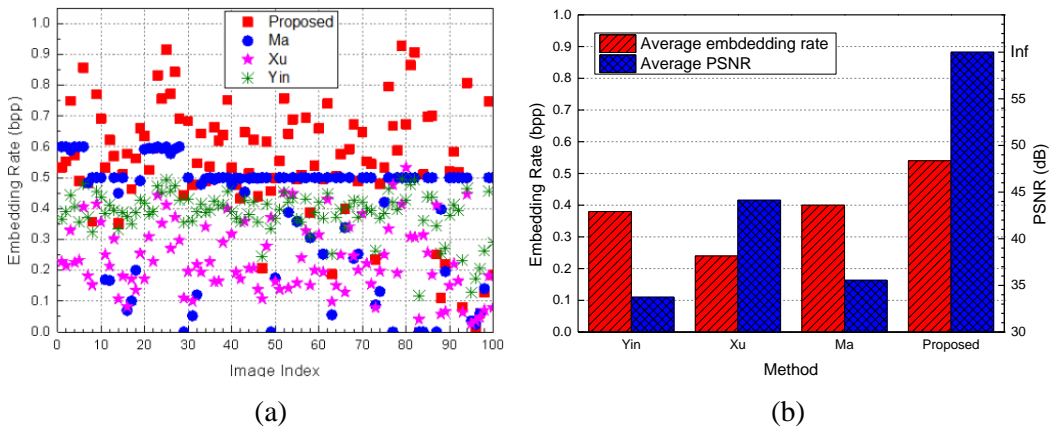 Proposed
Ma
Xu
Yin
Embedding Rate (bpp)
1.0
0.9
0.8
0.7
0.6
0.5
0.4
0.3
0.2
0.1
0.0
0 10 20 30 40 50 60 70 80 90 100
Image Index
(a)
Average embdedding rate
Average PSNR
Embedding Rate (bpp)
1.0
0.9
0.8
0.7
0.6
0.5
0.4
0.3
0.2
0.1
0.0
Inf
55
50
45
40
35
30
PSNR (dB)
Yin Xu Ma Proposed
Method
(b)